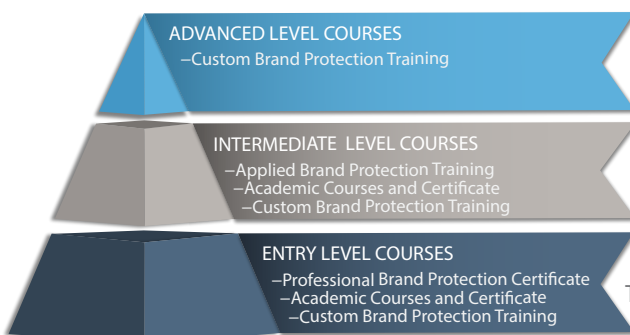 ADVANCED LEVEL COURSES
–Custom Brand Protection Training
INTERMEDIATE LEVEL COURSES
–Applied Brand Protection Training
–Academic Courses and Certificate
–Custom Brand Protection Training
ENTRY LEVEL COURSES
–Professional Brand Protection Certificate
–Academic Courses and Certificate
–Custom Brand Protection Training